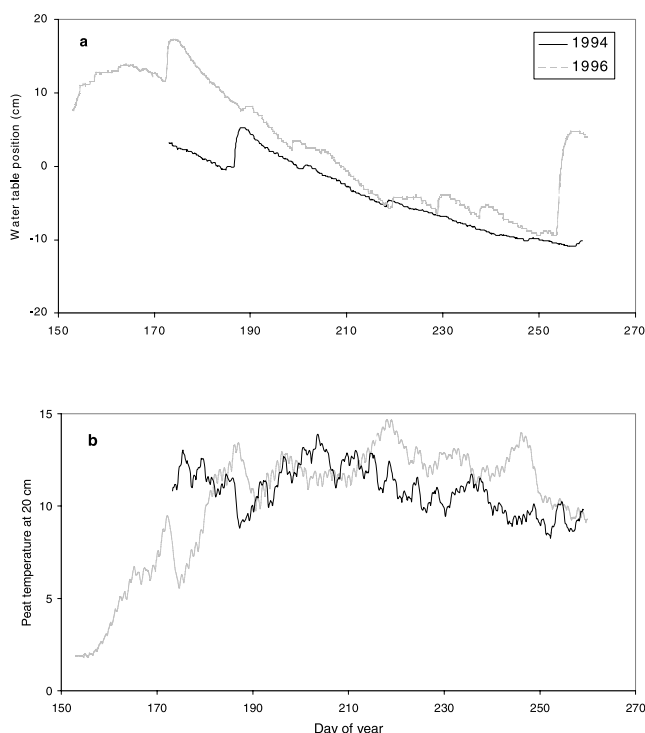 20
a
1994
1996
10
0
-10
-20
Water table position (cm)
150 170 190 210 230 250 270
15
b
10
5
0
Peat temperature at 20 cm
150 170 190 210 230 250 270
Day of year